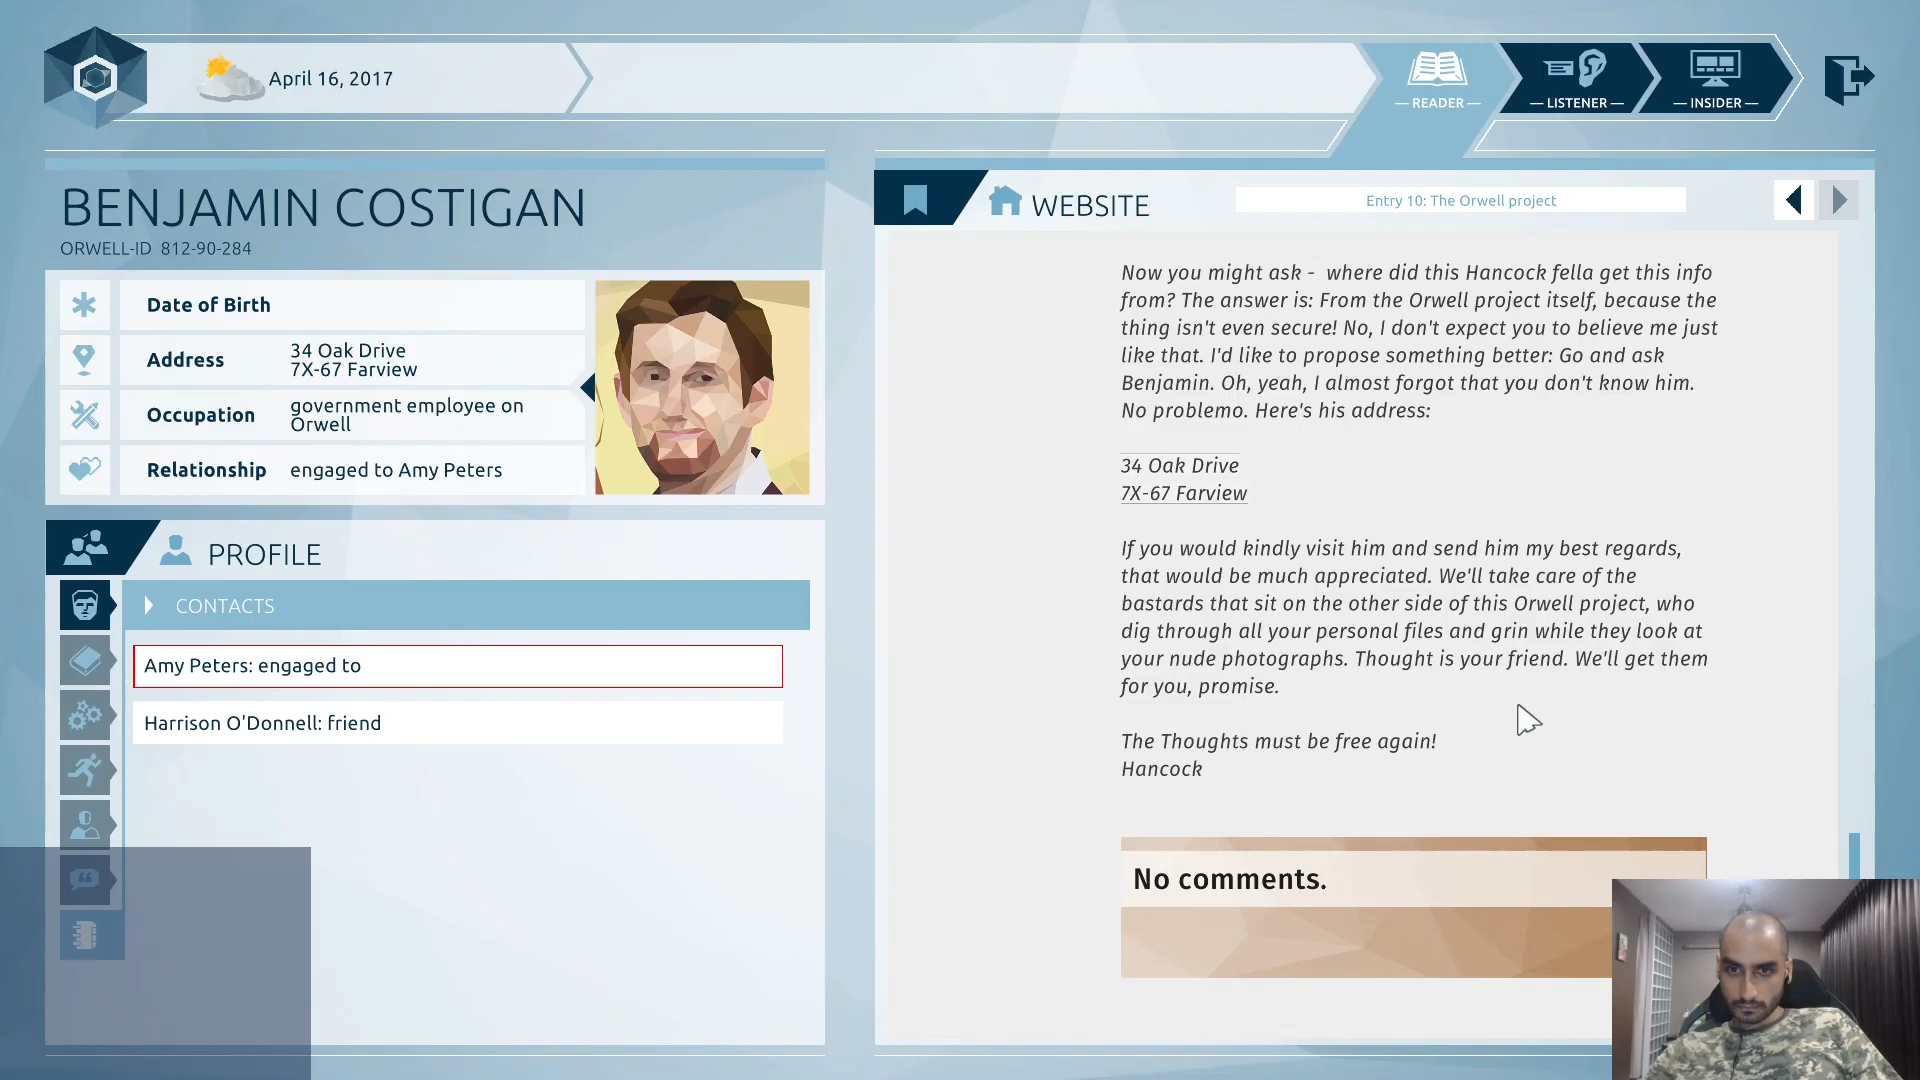 April 16, 2017
— READER —
— LISTENER —
— INSIDER —
BENJAMIN COSTIGAN
ORWELL-ID 812-90-284
Date of Birth
Address
34 Oak Drive
7X-67 Farview
Occupation
government employee on
Orwell
Relationship
engaged to Amy Peters
PROFILE
CONTACTS
Amy Peters: engaged to
Harrison O'Donnell: friend
WEBSITE
Entry 10: The Orwell project
Now you might ask - where did this Hancock fella get this info
from? The answer is: From the Orwell project itself, because the
thing isn't even secure! No, I don't expect you to believe me just
like that. I'd like to propose something better: Go and ask
Benjamin. Oh, yeah, I almost forgot that you don't know him.
No problemo. Here's his address:
34 Oak Drive
7X-67 Farview
If you would kindly visit him and send him my best regards,
that would be much appreciated. We'll take care of the
bastards that sit on the other side of this Orwell project, who
dig through all your personal files and grin while they look at
your nude photographs. Thought is your friend. We'll get them
for you, promise.
The Thoughts must be free again!
Hancock
No comments.